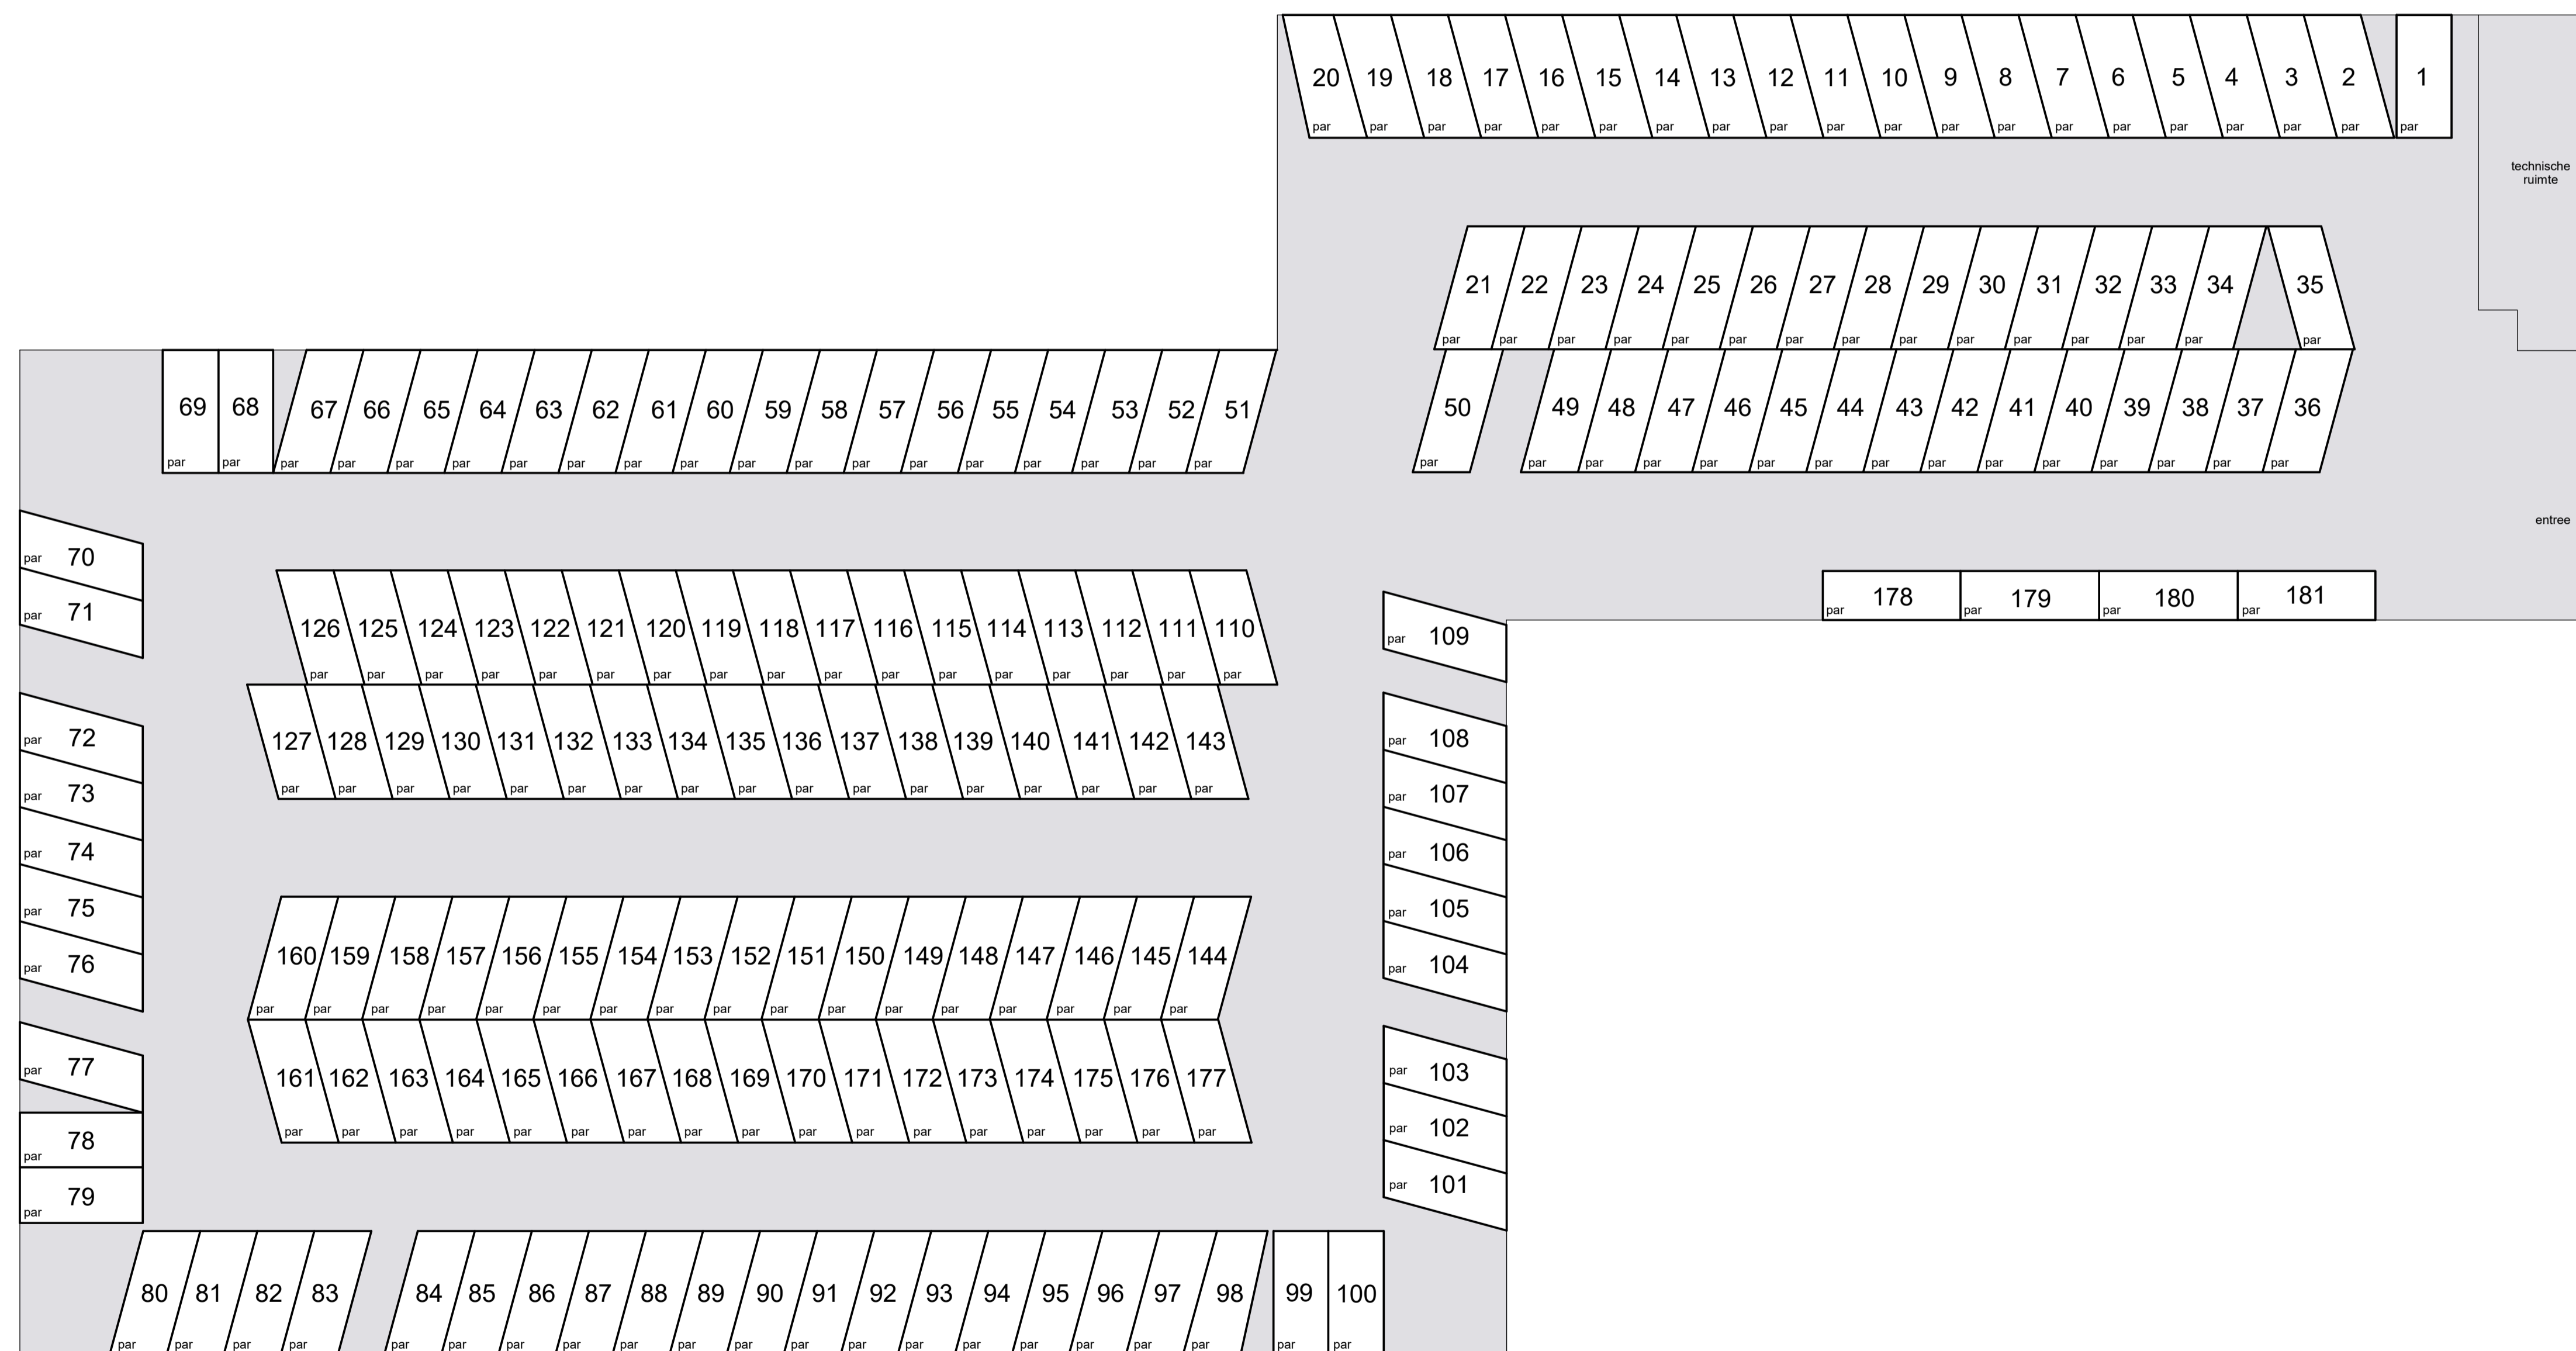 20 19 18 17 16 15 14 13 12 11 10 9 8 7 6 5 4 3 2 1
par par par par par par par par par par par par par par par par par par par par
technische
ruimte
21 22 23 24 25 26 27 28 29 30 31 32 33 34 35
par par par par par par par par par par par par par par par
69 68 67 66 65 64 63 62 61 60 59 58 57 56 55 54 53 52 51 50 49 48 47 46 45 44 43 42 41 40 39 38 37 36
par par par par par par par par par par par par par par par par par par par par par par par par par par par par par par par par par par
entree
par 70
par 71
178 179 180 181
par par par par
126 125 124 123 122 121 120 119 118 117 116 115 114 113 112 111 110
par par par par par par par par par par par par par par par par par
par 109
127 128 129 130 131 132 133 134 135 136 137 138 139 140 141 142 143
par par par par par par par par par par par par par par par par par
par 72
par 73
par 74
par 75
par 76
par 108
par 107
par 106
par 105
par 104
160 159 158 157 156 155 154 153 152 151 150 149 148 147 146 145 144
par par par par par par par par par par par par par par par par par
161 162 163 164 165 166 167 168 169 170 171 172 173 174 175 176 177
par par par par par par par par par par par par par par par par par
par 77
78
par
79
par
par 103
par 102
par 101
80 81 82 83 84 85 86 87 88 89 90 91 92 93 94 95 96 97 98 99 100
par par par par par par par par par par par par par par par par par par par par par